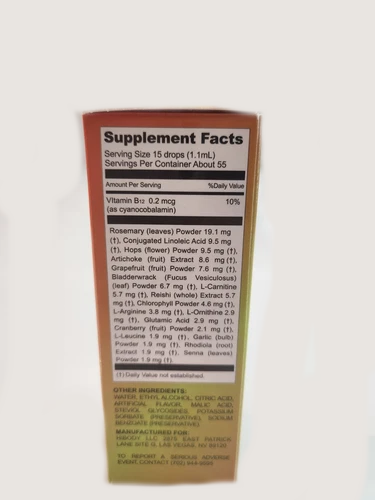 Supplement Facts
Serving Size 15 drops (1.1mL)
Servings Per Container About 55
Amount Per Serving %Daily Value
Vitamin B12 0.2 mcg 10%
(as cyanocobalamin)
Rosemary (leaves) Powder 19.1 mg
(†), Conjugated Linoleic Acid 9.5 mg
(†), Hops (flower) Powder 9.5 mg (†),
Artichoke (fruit) Extract 8.6 mg (†),
Grapefruit (fruit) Powder 7.6 mg (†),
Bladderwrack (Fucus Vesiculosus)
(leaf) Powder 6.7 mg (†), L-Carnitine
5.7 mg (†), Reishi (whole) Extract 5.7
mg (†), Chlorophyll Powder 4.6 mg (†),
L-Arginine 3.8 mg (†), L-Ornithine 2.9
mg (†), Glutamic Acid 2.9 mg (†),
Cranberry (fruit) Powder 2.1 mg (†),
L-Leucine 1.9 mg (†), Garlic (bulb)
Powder 1.9 mg (†), Rhodiola (root)
Extract 1.9 mg (†), Senna (leaves)
Powder 1.9 mg (†).
(†) Daily Value not established.
OTHER INGREDIENTS:
WATER, ETHYL ALCOHOL, CITRIC ACID,
ARTIFICIAL FLAVOR, MALIC ACID,
STEVIOL GLYCOSIDES, POTASSIUM
SORBATE (PRESERVATIVE), SODIUM
BENZOATE (PRESERVATIVE)
MANUFACTURED FOR:
LLC EAST PATRICK
LANE LAS VEGAS, NV
TO REPORT A SERIOUS ADVERSE
EVENT, CONTACT